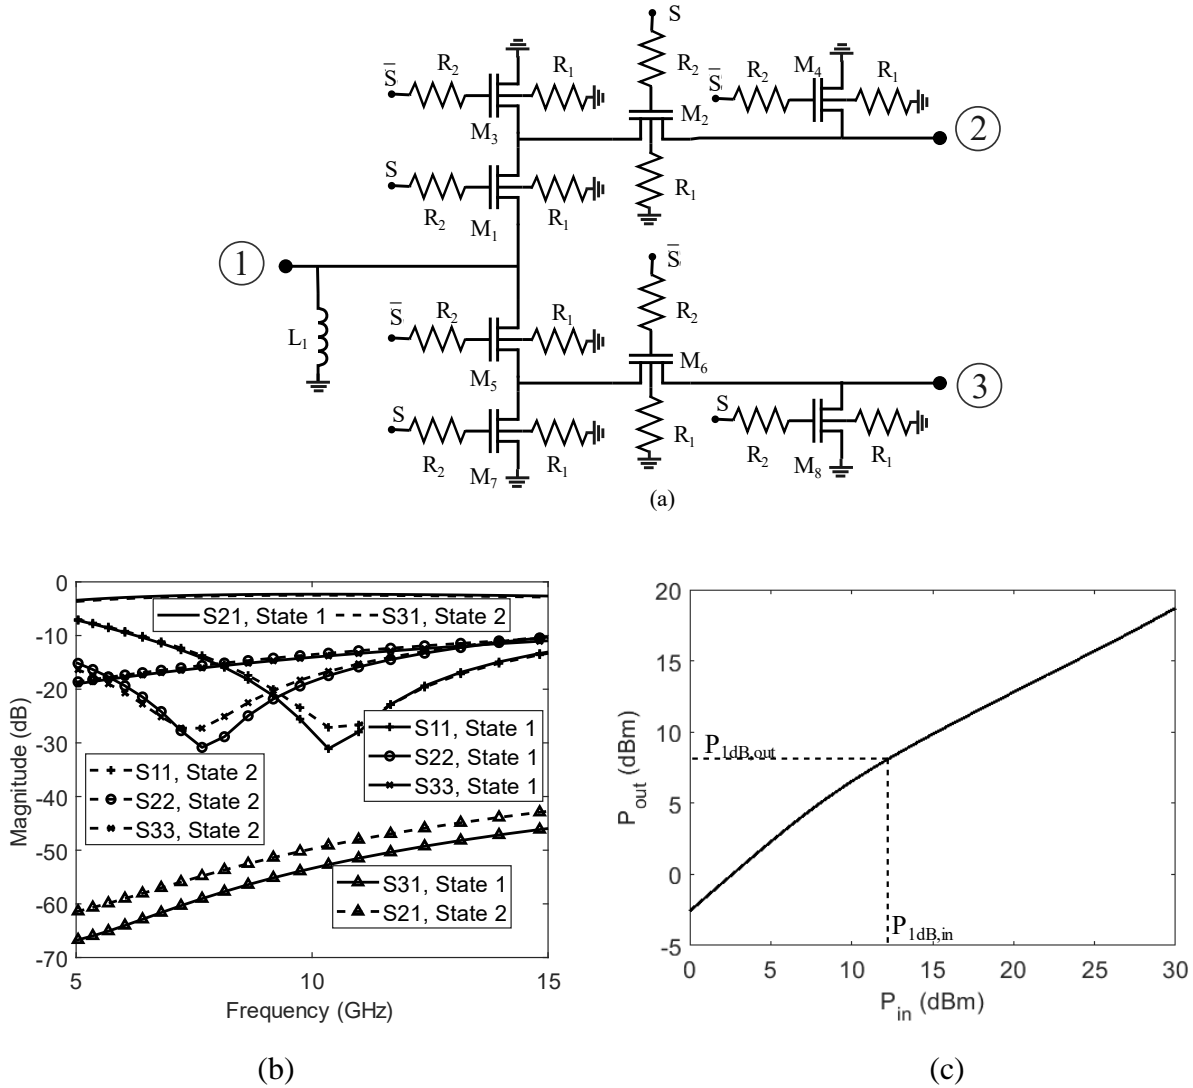 S
R₂
S̅
R₂
M₃
R₁
M₂
R₁
S̅
R₂
M₄
R₁
2
S
R₂
M₁
R₁
1
L₁
S̅
R₂
M₅
R₁
S̅
R₂
M₆
R₁
3
S
R₂
M₇
R₁
S
R₂
M₈
R₁
(a)
0
-10
-20
-30
-40
-50
-60
-70
Magnitude (dB)
S21, State 1
S31, State 2
S11, State 1
S22, State 1
S33, State 1
S11, State 2
S22, State 2
S33, State 2
S31, State 1
S21, State 2
5
10
15
Frequency (GHz)
(b)
20
15
10
5
0
-5
P_out (dBm)
P_1dB,out
P_1dB,in
0
5
10
15
20
25
30
P_in (dBm)
(c)